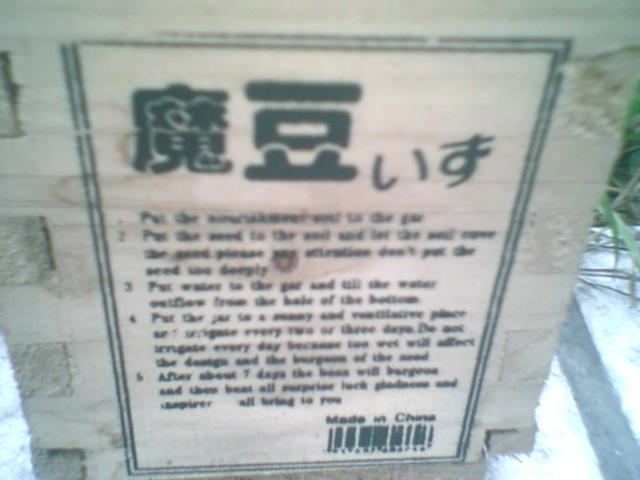 魔豆いず
1 Put the nourishment soil to the gar
2 Put the seed to the soil and let the soil cover
the seed please pay attention don't put the
seed too deeply
3 Put water to the gar and till the water
outflow from the hole of the bottom
4 Put the jar to a sunny and ventilative place
irrigate every two or three days.Do not
irrigate every day because too wet will affect
the design and the burgeon of the seed
5 After about 7 days the bean will burgeon
and then beat all surprise luck gladness and
all bring to you
Made in China